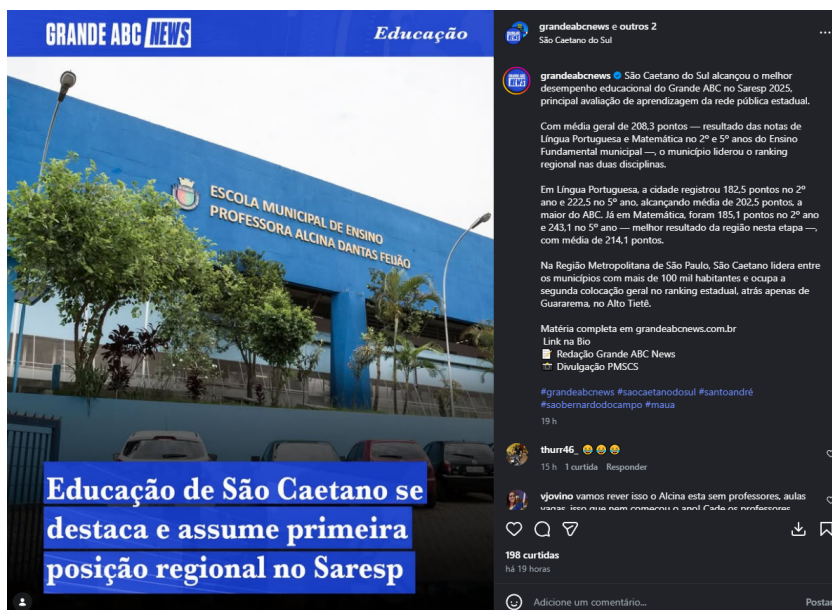 GRANDE ABC NEWS
Educação
ESCOLA MUNICIPAL DE ENSINO
PROFESSORA ALCINA DANTAS FEIJÃO
Educação de São Caetano se
destaca e assume primeira
posição regional no Saresp
grandeabcnews e outros 2
São Caetano do Sul
grandeabcnews São Caetano do Sul alcançou o melhor
desempenho educacional do Grande ABC no Saresp 2025,
principal avaliação de aprendizagem da rede pública estadual.
Com média geral de 208,3 pontos — resultado das notas de
Língua Portuguesa e Matemática no 2º e 5º anos do Ensino
Fundamental municipal —, o município liderou o ranking
regional nas duas disciplinas.
Em Língua Portuguesa, a cidade registrou 182,5 pontos no 2º
ano e 222,5 no 5º ano, alcançando média de 202,5 pontos, a
maior do ABC. Já em Matemática, foram 185,1 pontos no 2º ano
e 243,1 no 5º ano — melhor resultado da região nesta etapa —,
com média de 214,1 pontos.
Na Região Metropolitana de São Paulo, São Caetano lidera entre
os municípios com mais de 100 mil habitantes e ocupa a
segunda colocação geral no ranking estadual, atrás apenas de
Guararema, no Alto Tietê.
Matéria completa em grandeabcnews.com.br
Link na Bio
Redação Grande ABC News
Divulgação PMSCS
#grandeabcnews #saocaetanodosul #santoandré
#saobernardodocampo #maua
19 h
thurr46_ 😂😂😂
15 h 1 curtida Responder
vjovino vamos rever isso o Alcina esta sem professores, aulas
vagas, isso que nem começou o ano! Cade os professores
198 curtidas
há 19 horas
Adicione um comentário...
Postar